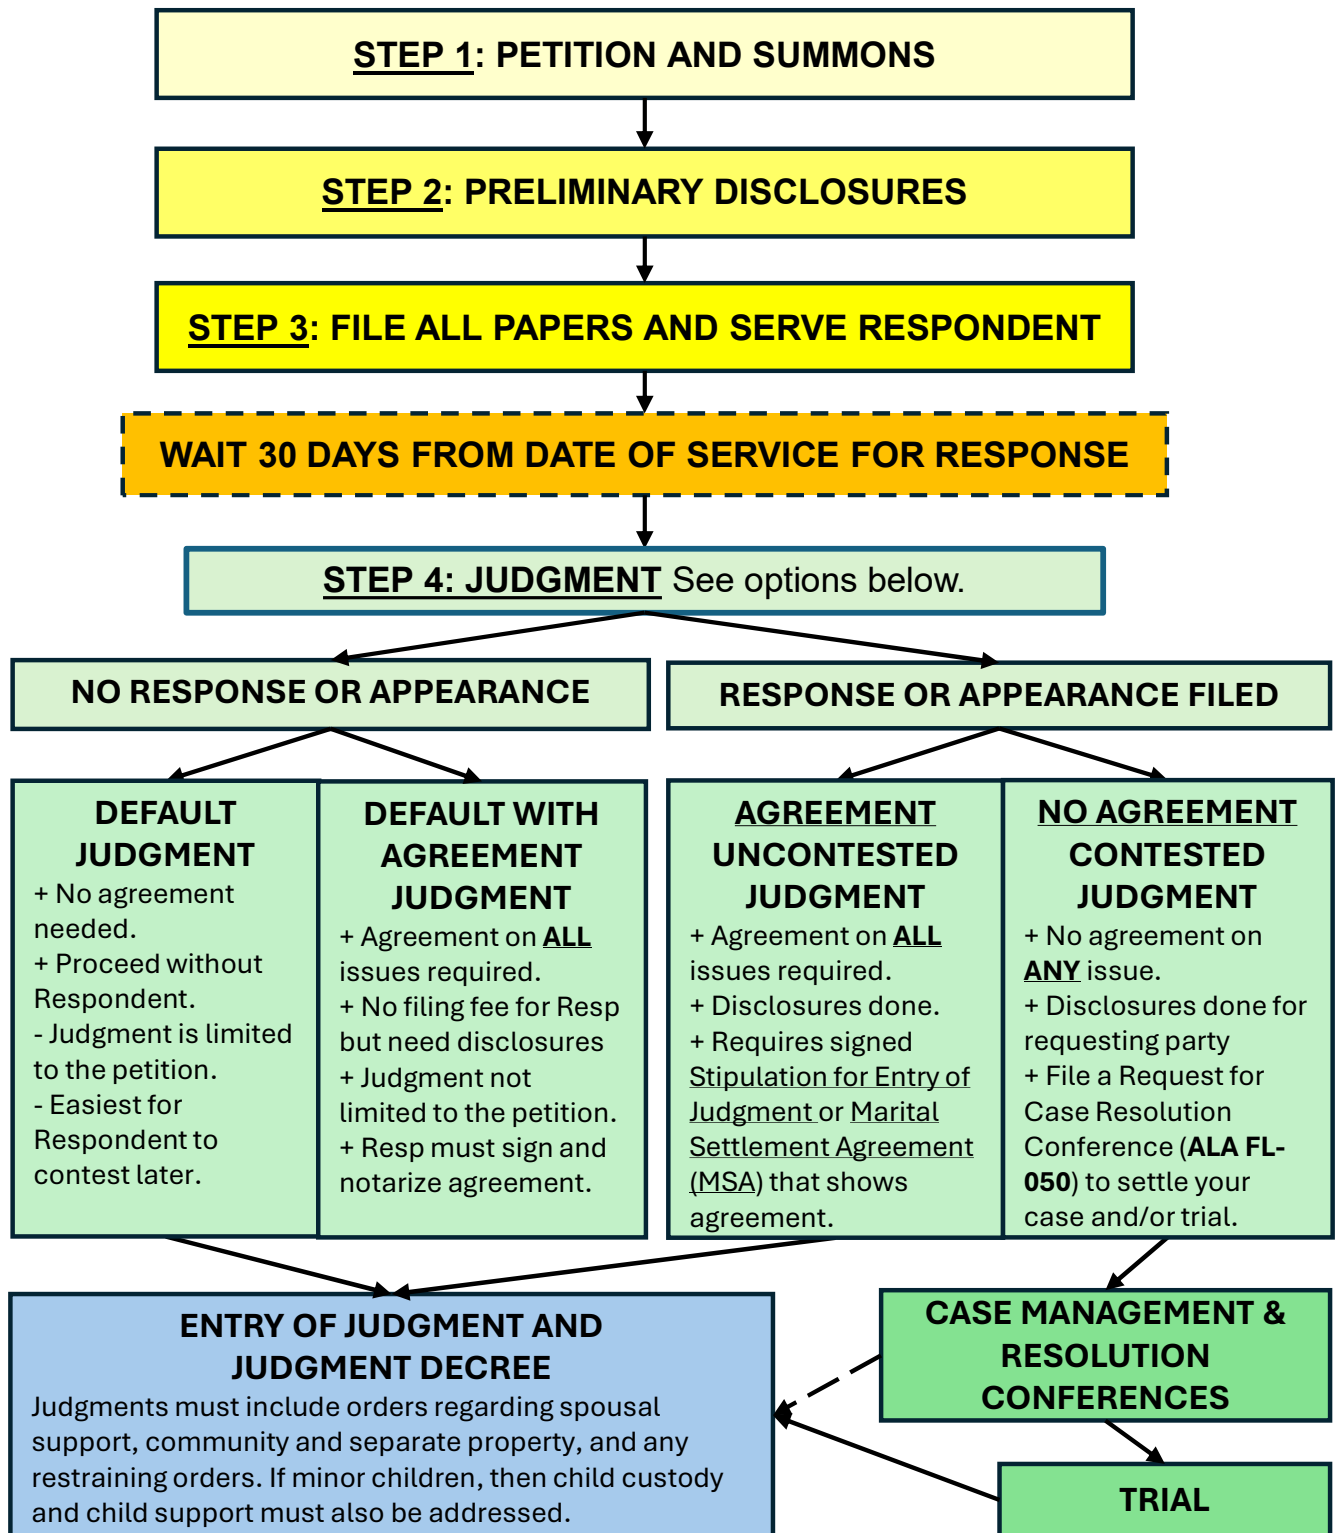 STEP 1: PETITION AND SUMMONS
STEP 2: PRELIMINARY DISCLOSURES
STEP 3: FILE ALL PAPERS AND SERVE RESPONDENT
WAIT 30 DAYS FROM DATE OF SERVICE FOR RESPONSE
STEP 4: JUDGMENT See options below.
NO RESPONSE OR APPEARANCE
RESPONSE OR APPEARANCE FILED
DEFAULT
JUDGMENT
+ No agreement
needed.
+ Proceed without
Respondent.
- Judgment is limited
to the petition.
- Easiest for
Respondent to
contest later.
DEFAULT WITH
AGREEMENT
JUDGMENT
+ Agreement on ALL
issues required.
+ No filing fee for Resp
but need disclosures
+ Judgment not
limited to the petition.
+ Resp must sign and
notarize agreement.
AGREEMENT
UNCONTESTED
JUDGMENT
+ Agreement on ALL
issues required.
+ Disclosures done.
+ Requires signed
Stipulation for Entry of
Judgment or Marital
Settlement Agreement
(MSA) that shows
agreement.
NO AGREEMENT
CONTESTED
JUDGMENT
+ No agreement on
ANY issue.
+ Disclosures done for
requesting party
+ File a Request for
Case Resolution
Conference (ALA FL-
050) to settle your
case and/or trial.
ENTRY OF JUDGMENT AND
JUDGMENT DECREE
Judgments must include orders regarding spousal
support, community and separate property, and any
restraining orders. If minor children, then child custody
and child support must also be addressed.
CASE MANAGEMENT &
RESOLUTION
CONFERENCES
TRIAL